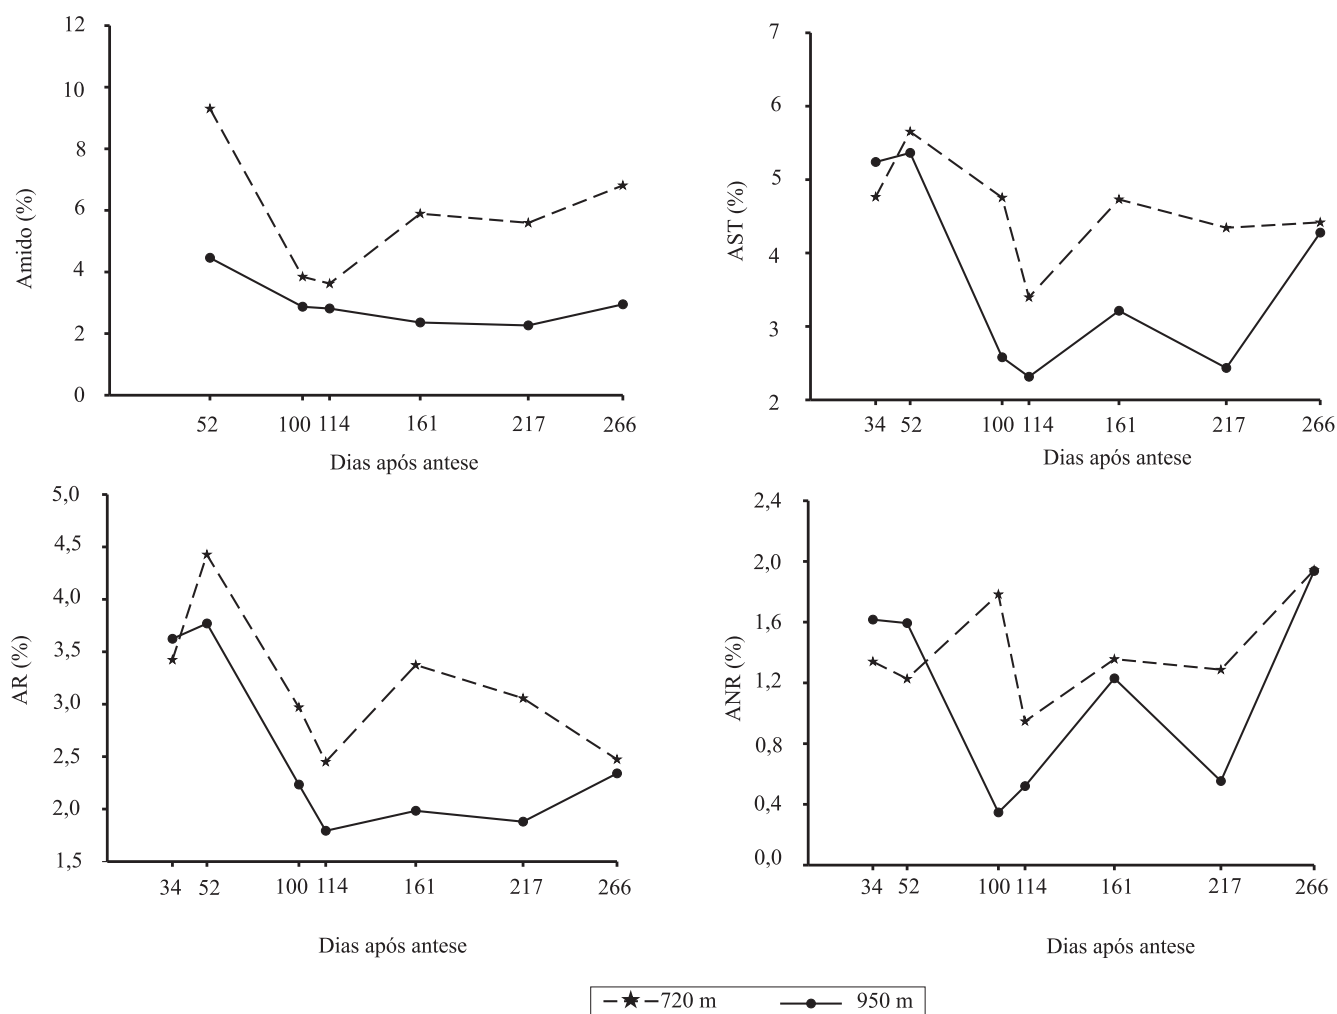 12
10
8
6
4
2
0
Amido (%)
52 100 114 161 217 266
Dias após antese
7
6
5
4
3
2
AST (%)
34 52 100 114 161 217 266
Dias após antese
5,0
4,5
4,0
3,5
3,0
2,5
2,0
1,5
AR (%)
34 52 100 114 161 217 266
Dias após antese
2,4
2,0
1,6
1,2
0,8
0,4
0,0
ANR (%)
34 52 100 114 161 217 266
Dias após antese
720 m 950 m